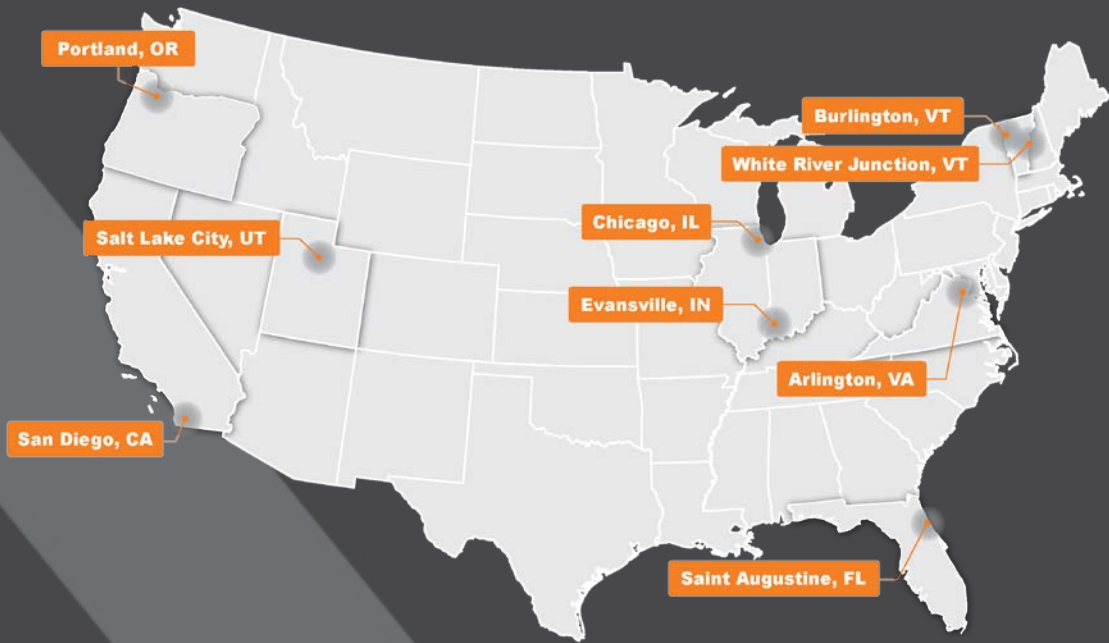 Portland, OR
Burlington, VT
White River Junction, VT
Chicago, IL
Salt Lake City, UT
Evansville, IN
Arlington, VA
San Diego, CA
Saint Augustine, FL